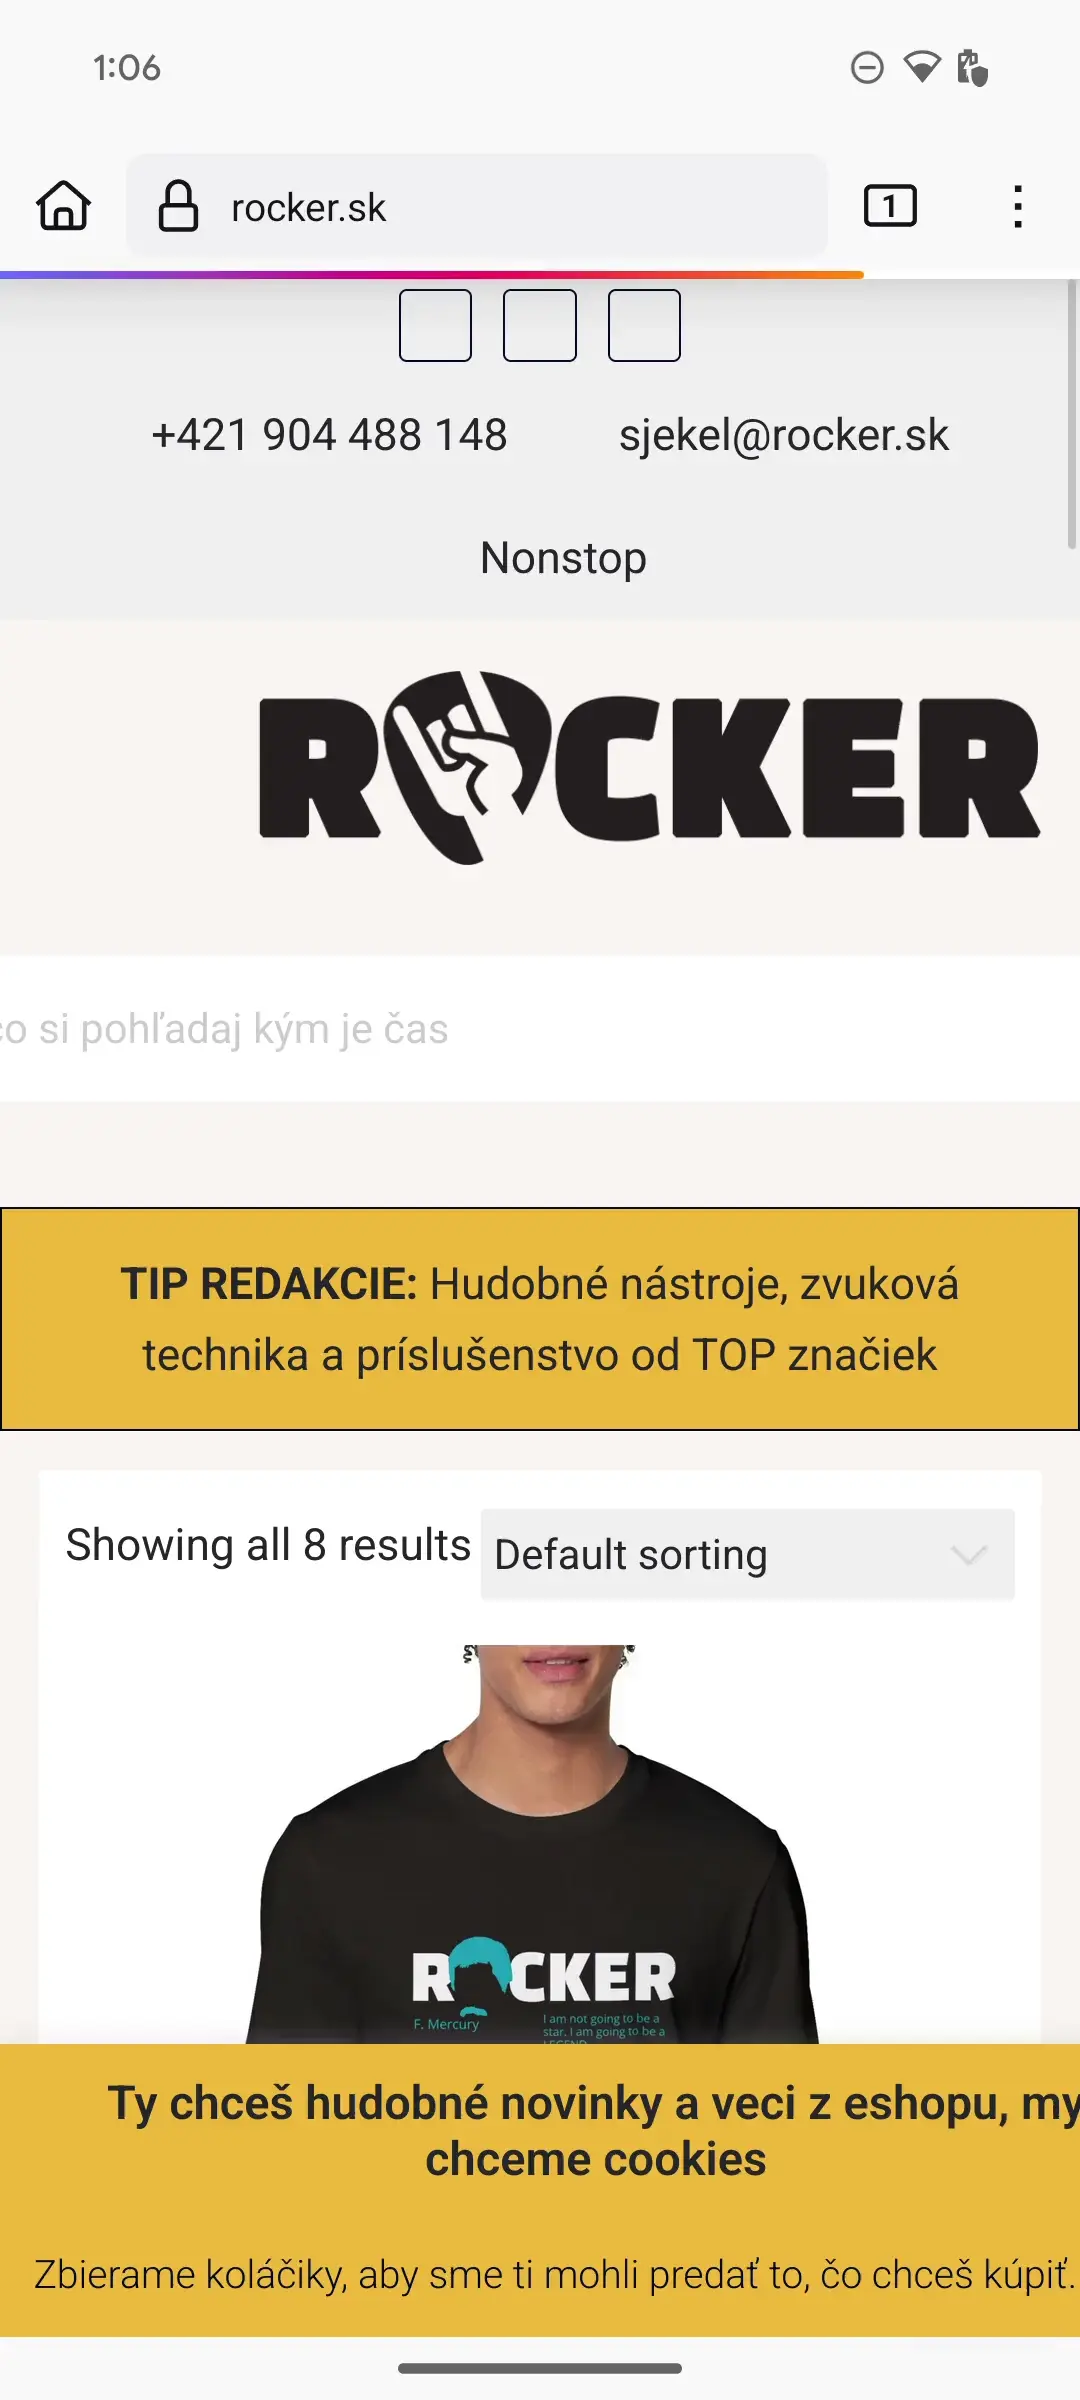 1:06
rocker.sk
1
+421 904 488 148
sjekel@rocker.sk
Nonstop
ROCKER
čo si pohľadaj kým je čas
TIP REDAKCIE: Hudobné nástroje, zvuková
technika a príslušenstvo od TOP značiek
Showing all 8 results
Default sorting
ROCKER
F. Mercury
I am not going to be a
star. I am going to be a
LEGEND
Ty chceš hudobné novinky a veci z eshopu, my
chceme cookies
Zbierame koláčiky, aby sme ti mohli predať to, čo chceš kúpiť.